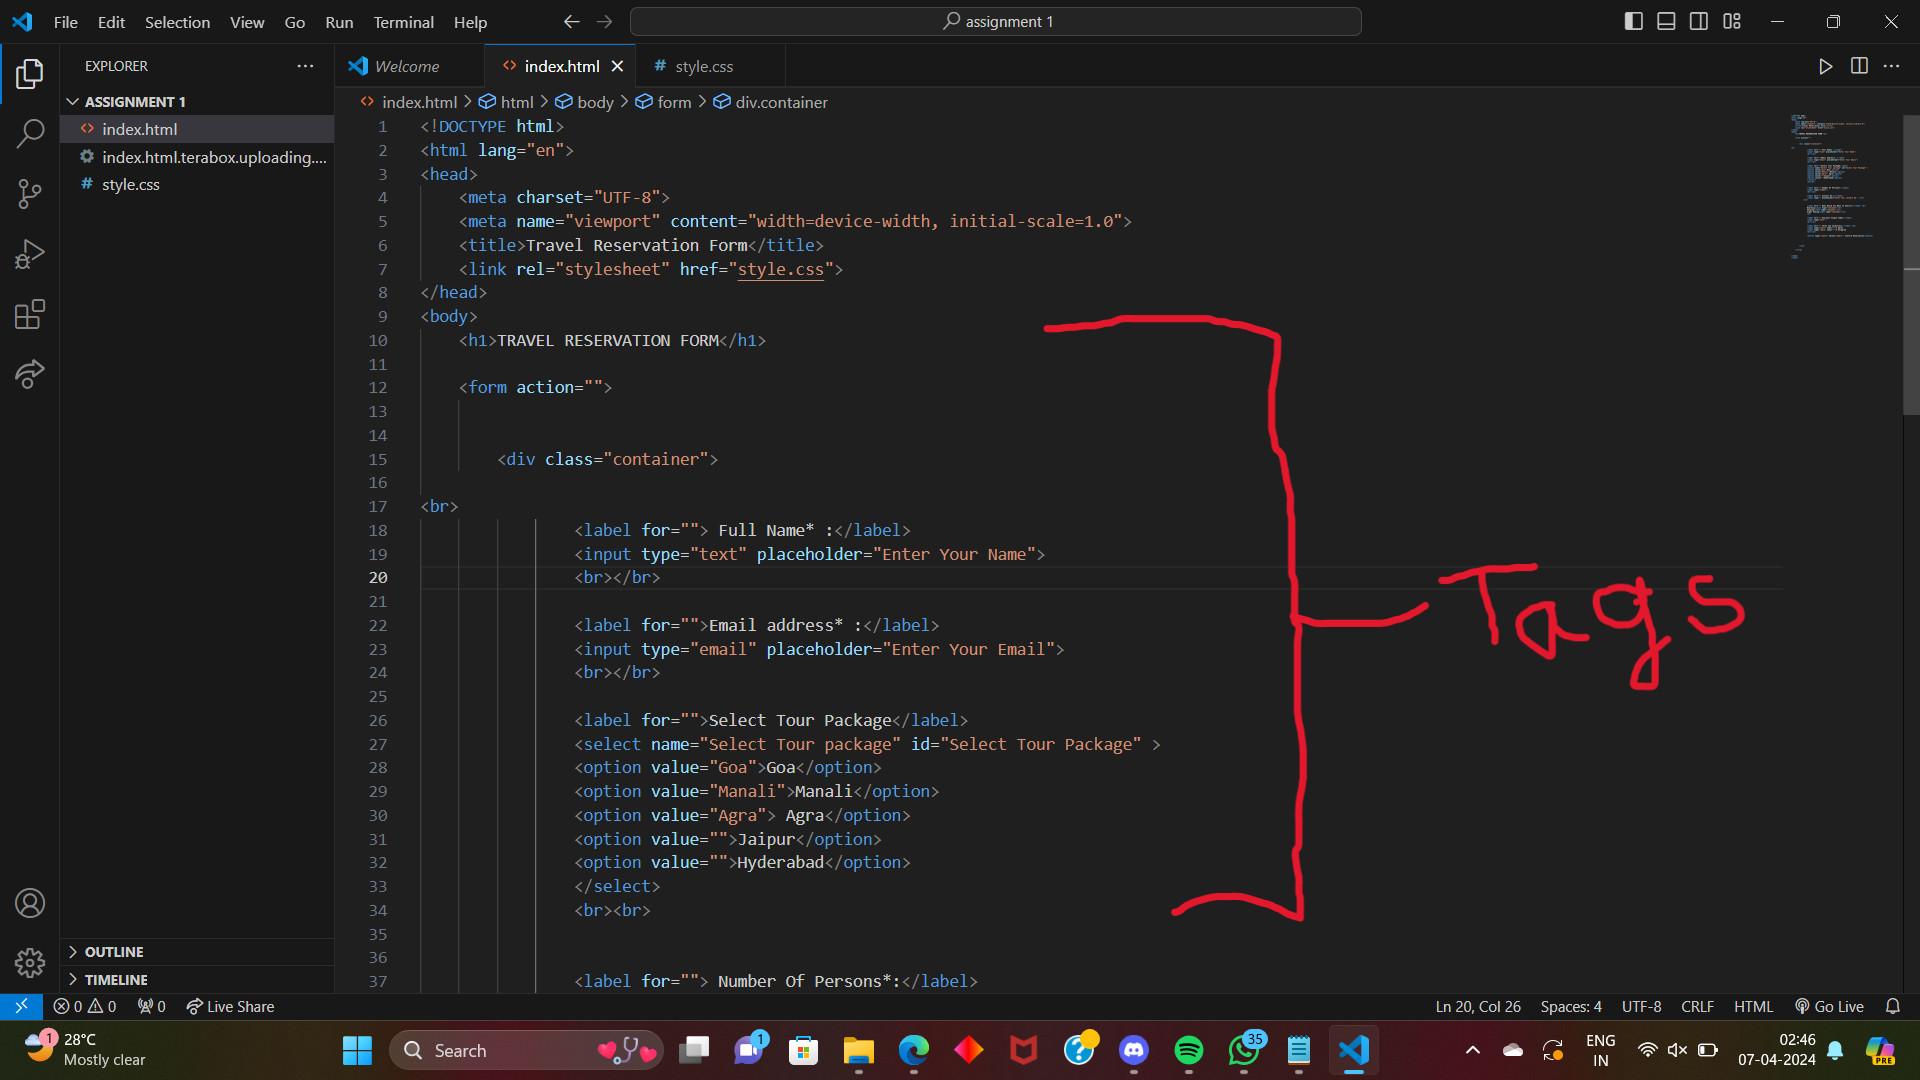 File Edit Selection View Go Run Terminal Help
assignment 1
EXPLORER
Welcome
index.html
style.css
ASSIGNMENT 1
index.html
index.html.terabox.uploading....
style.css
index.html > html > body > form > div.container
1 <!DOCTYPE html>
2 <html lang="en">
3 <head>
4 <meta charset="UTF-8">
5 <meta name="viewport" content="width=device-width, initial-scale=1.0">
6 <title>Travel Reservation Form</title>
7 <link rel="stylesheet" href="style.css">
8 </head>
9 <body>
10 <h1>TRAVEL RESERVATION FORM</h1>
11
12 <form action="">
13
14
15 <div class="container">
16
17 <br>
18 <label for=""> Full Name* :</label>
19 <input type="text" placeholder="Enter Your Name">
20 <br></br>
21
22 <label for="">Email address* :</label>
23 <input type="email" placeholder="Enter Your Email">
24 <br></br>
25
26 <label for="">Select Tour Package</label>
27 <select name="Select Tour package" id="Select Tour Package" >
28 <option value="Goa">Goa</option>
29 <option value="Manali">Manali</option>
30 <option value="Agra"> Agra</option>
31 <option value="">Jaipur</option>
32 <option value="">Hyderabad</option>
33 </select>
34 <br><br>
35
36
37 <label for=""> Number Of Persons*:</label>
Tags
OUTLINE
TIMELINE
0 0 0 Live Share
Ln 20, Col 26 Spaces: 4 UTF-8 CRLF HTML Go Live
1
28°C
Mostly clear
Search
1
35
ENG
IN
02:46
07-04-2024
PRE